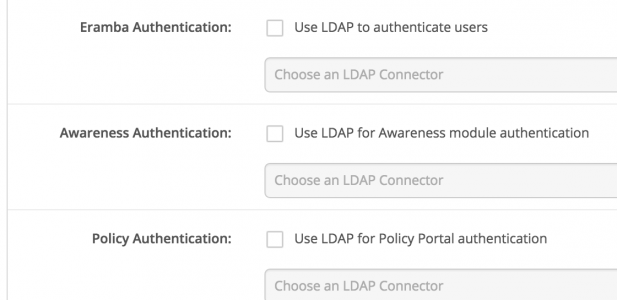 Eramba Authentication: Use LDAP to authenticate users
Choose an LDAP Connector
Awareness Authentication: Use LDAP for Awareness module authentication
Choose an LDAP Connector
Policy Authentication: Use LDAP for Policy Portal authentication
Choose an LDAP Connector